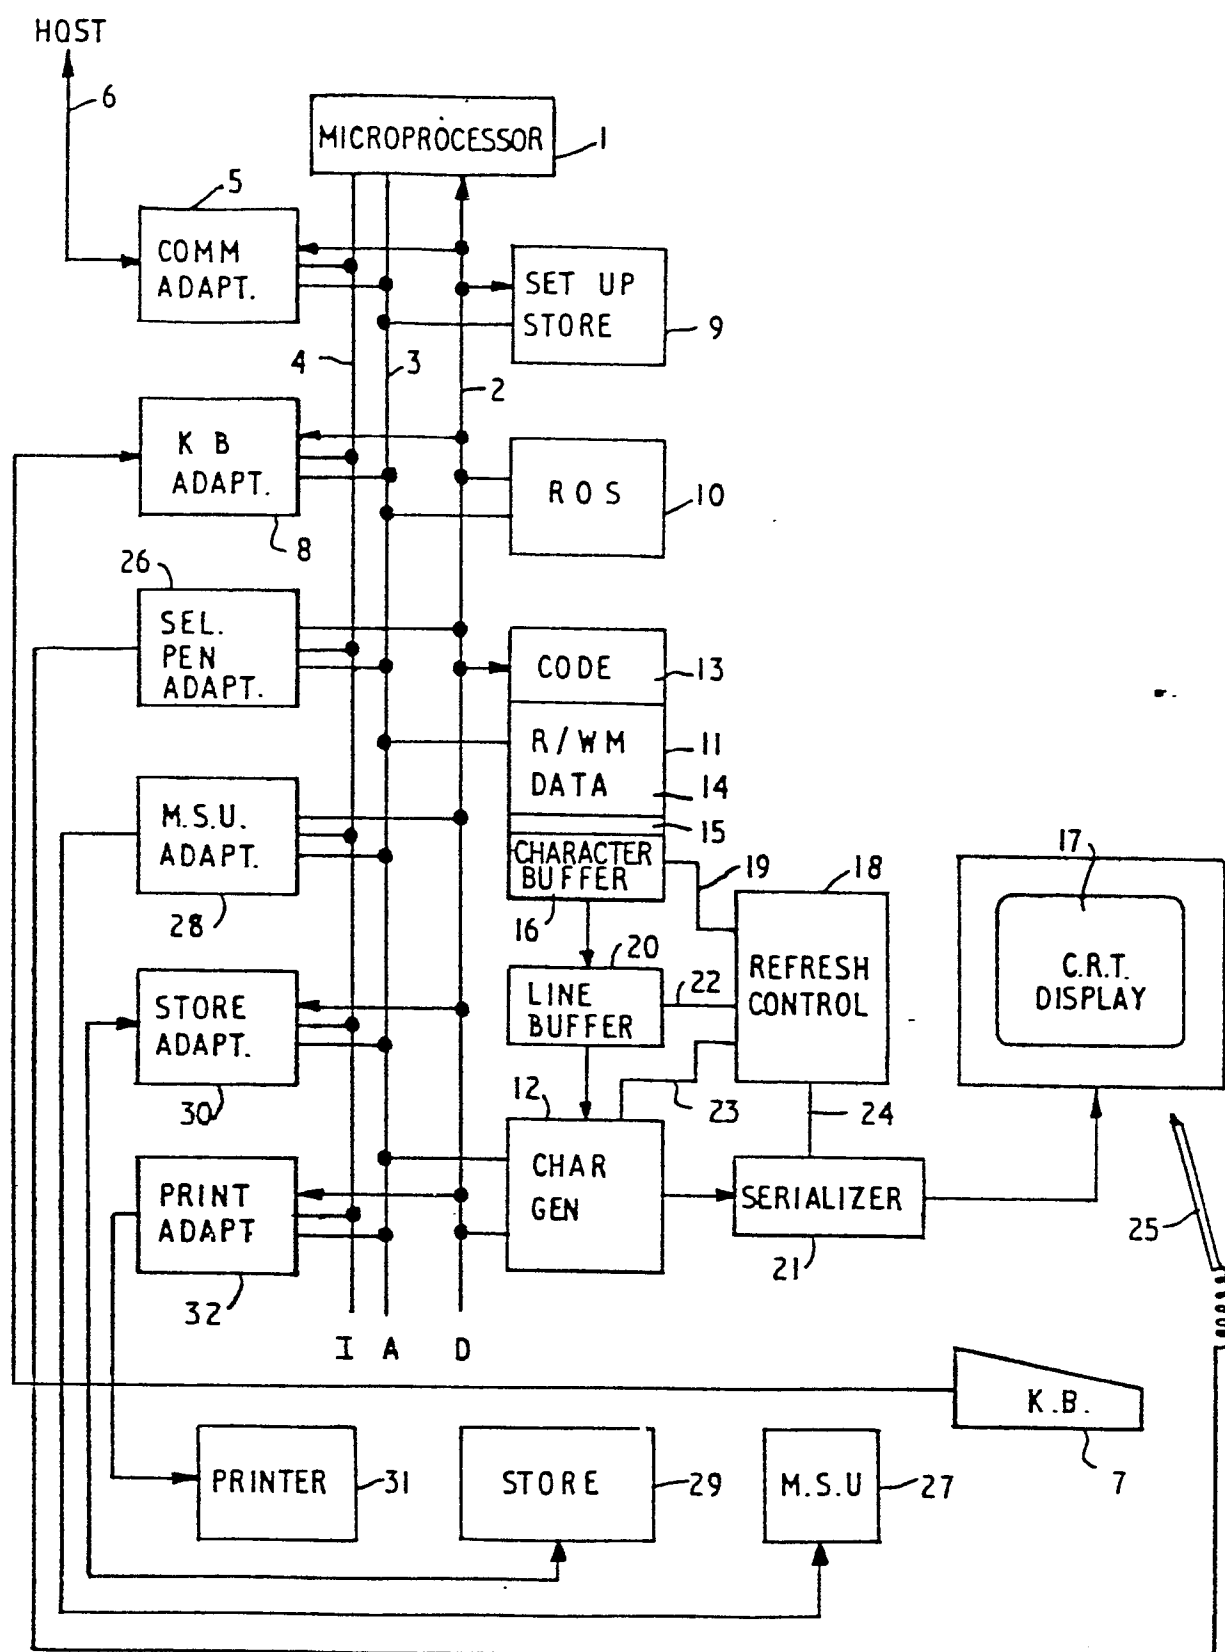 HOST
6
MICROPROCESSOR
1
5
COMM
ADAPT.
SET UP
STORE
9
4
3
2
K B
ADAPT.
8
R O S
10
26
SEL.
PEN
ADAPT.
CODE
13
R/WM
DATA
11
14
15
M.S.U.
ADAPT.
28
CHARACTER
BUFFER
16
19
18
17
20
LINE
BUFFER
22
REFRESH
CONTROL
C.R.T.
DISPLAY
STORE
ADAPT.
30
12
23
24
CHAR
GEN
PRINT
ADAPT
32
SERIALIZER
21
25
I A D
K.B.
7
PRINTER
31
STORE
29
M.S.U
27